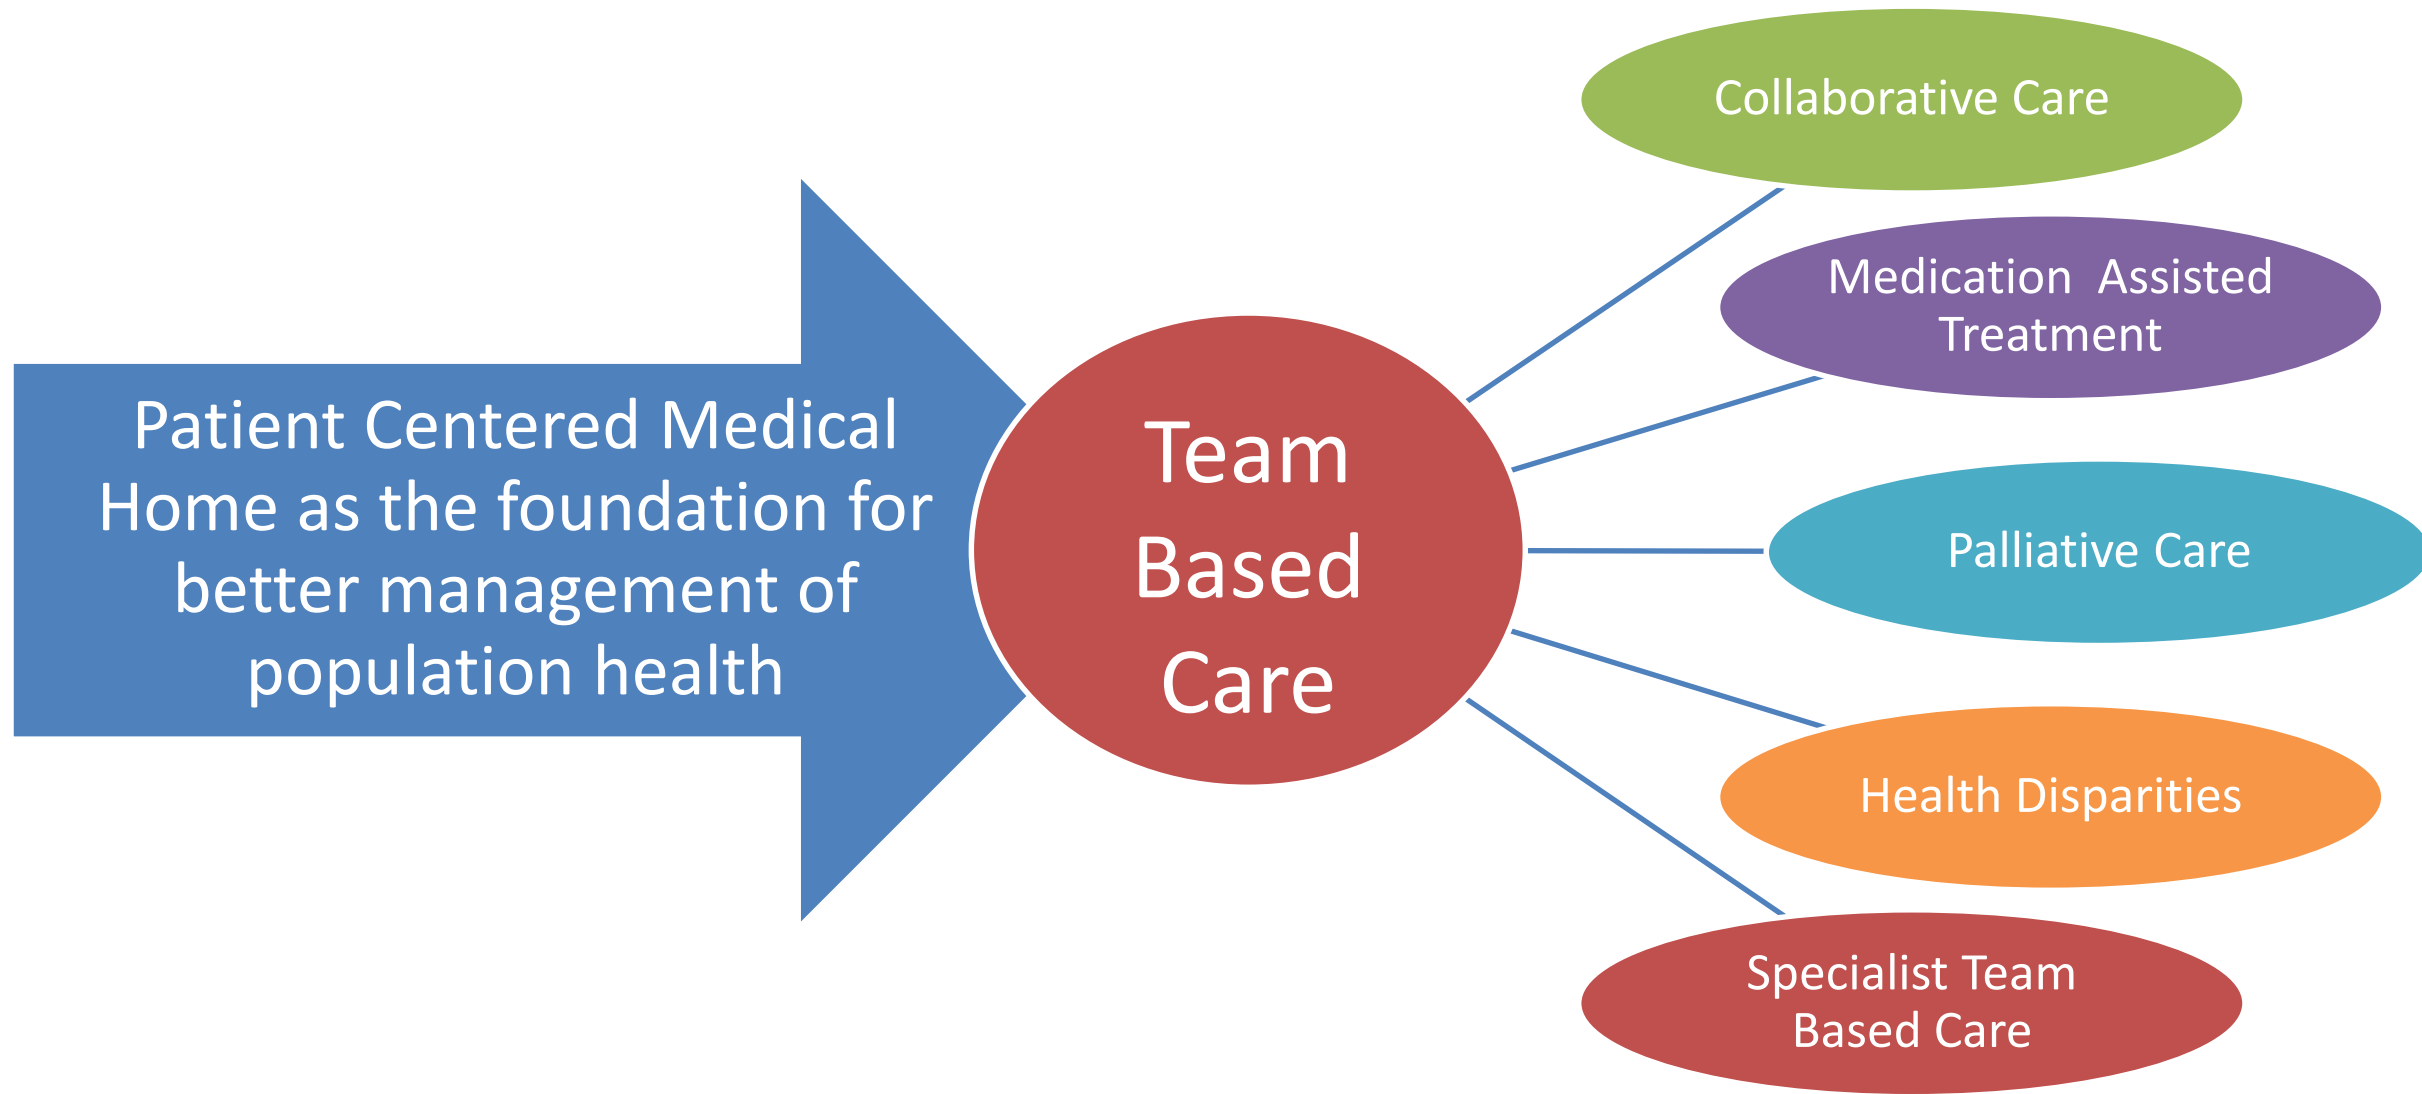 Patient Centered Medical
Home as the foundation for
better management of
population health
Team
Based
Care
Collaborative Care
Medication  Assisted
Treatment
Palliative Care
Health Disparities
Specialist Team
Based Care